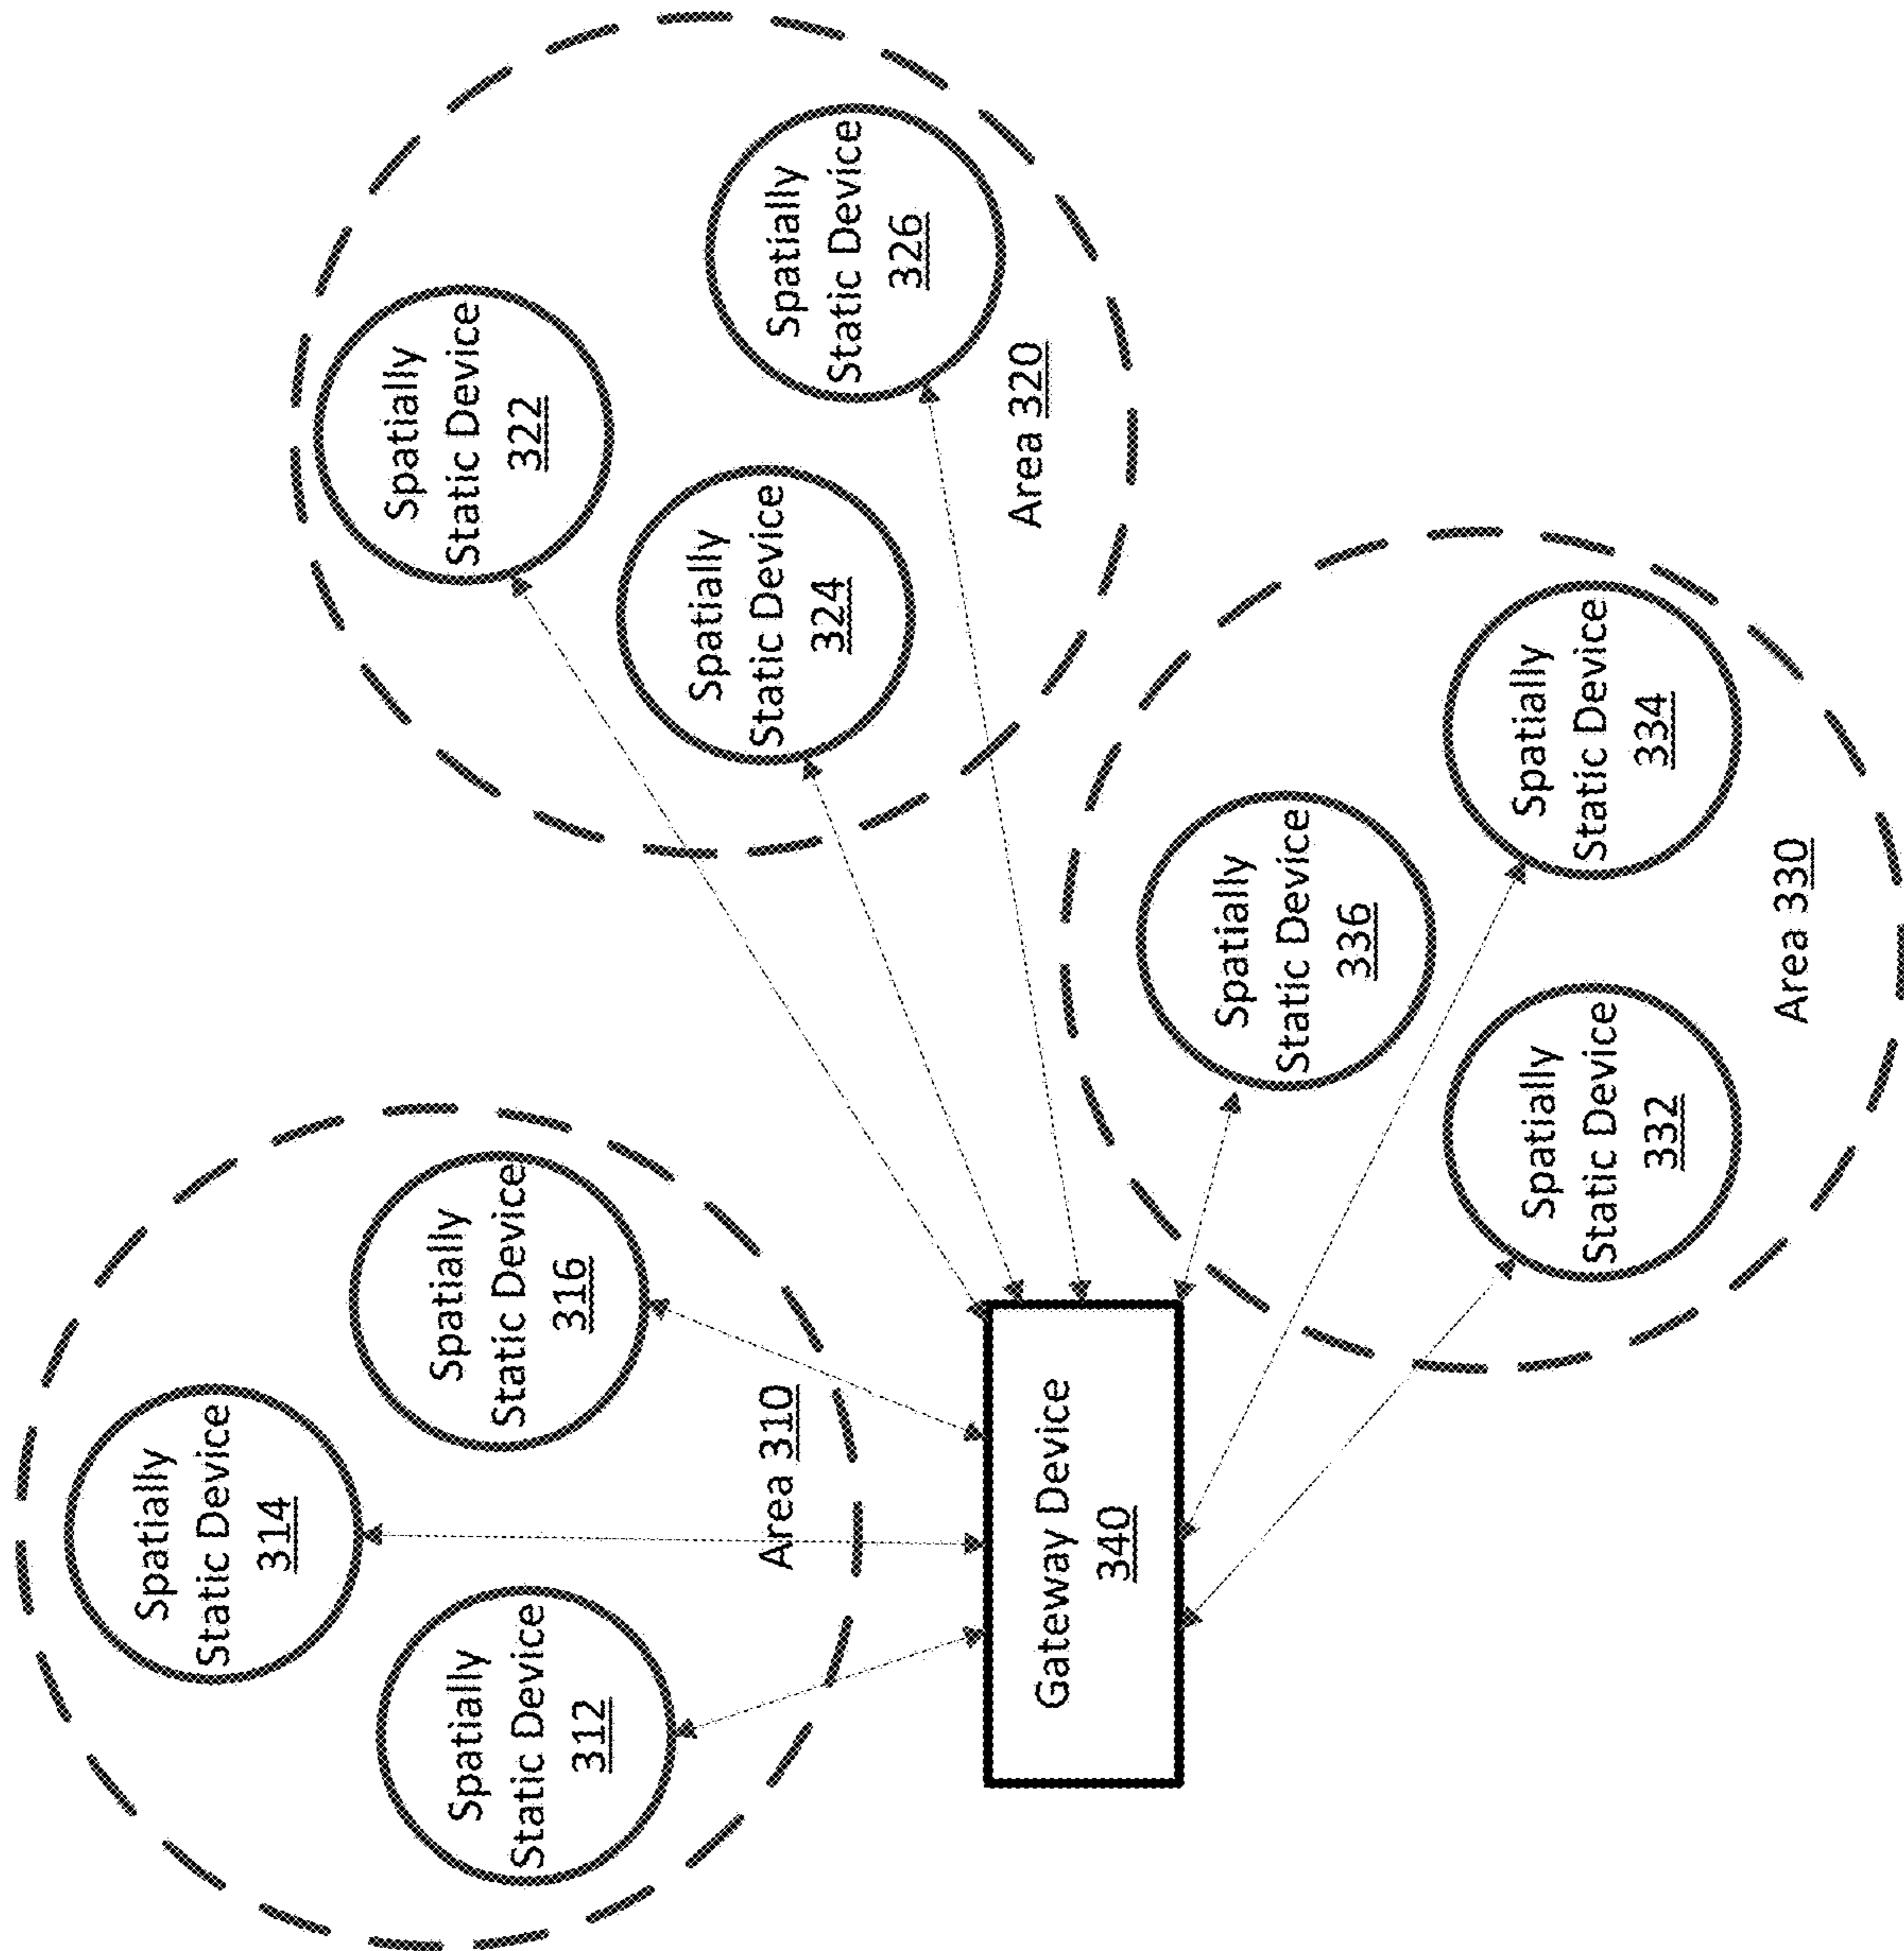 Spatially
Static Device
314
Spatially
Static Device
312
Spatially
Static Device
316
Area 310
Spatially
Static Device
322
Spatially
Static Device
324
Spatially
Static Device
326
Area 320
Gateway Device
340
Spatially
Static Device
336
Spatially
Static Device
332
Spatially
Static Device
334
Area 330